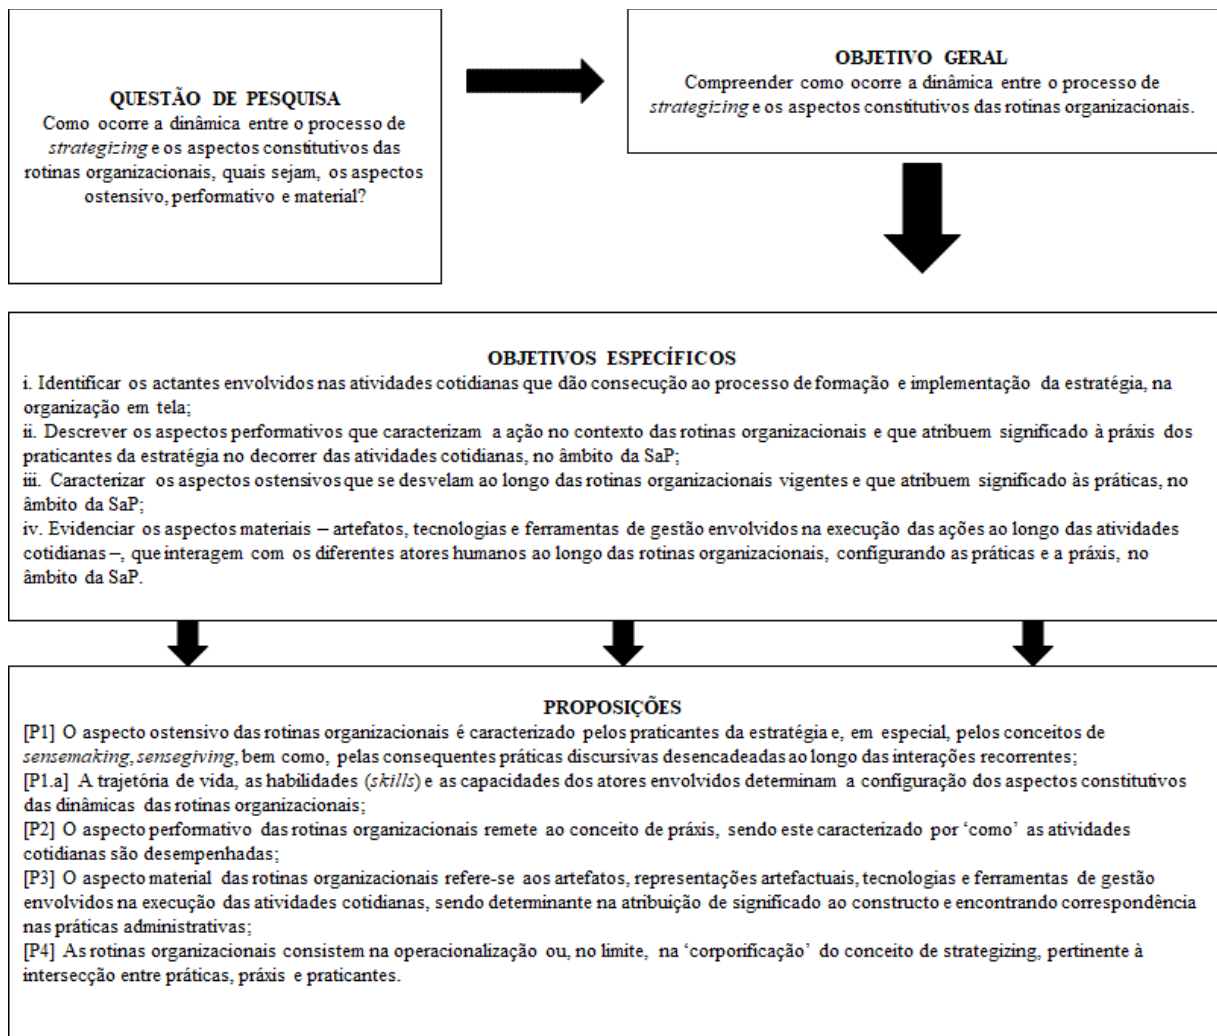 QUESTÃO DE PESQUISA
Como ocorre a dinâmica entre o processo de
strategizing e os aspectos constitutivos das
rotinas organizacionais, quais sejam, os aspectos
ostensivo, performativo e material?
OBJETIVO GERAL
Compreender como ocorre a dinâmica entre o processo de
strategizing e os aspectos constitutivos das rotinas organizacionais.
OBJETIVOS ESPECÍFICOS
i. Identificar os actantes envolvidos nas atividades cotidianas que dão consecução ao processo de formação e implementação da estratégia, na
organização em tela;
ii. Descrever os aspectos performativos que caracterizam a ação no contexto das rotinas organizacionais e que atribuem significado à práxis dos
praticantes da estratégia no decorrer das atividades cotidianas, no âmbito da SaP;
iii. Caracterizar os aspectos ostensivos que se desvelam ao longo das rotinas organizacionais vigentes e que atribuem significado às práticas, no
âmbito da SaP;
iv. Evidenciar os aspectos materiais – artefatos, tecnologias e ferramentas de gestão envolvidos na execução das ações ao longo das atividades
cotidianas –, que interagem com os diferentes atores humanos ao longo das rotinas organizacionais, configurando as práticas e a práxis, no
âmbito da SaP.
PROPOSIÇÕES
[P1] O aspecto ostensivo das rotinas organizacionais é caracterizado pelos praticantes da estratégia e, em especial, pelos conceitos de
sensemaking, sensegiving, bem como, pelas consequentes práticas discursivas desencadeadas ao longo das interações recorrentes;
[P1.a] A trajetória de vida, as habilidades (skills) e as capacidades dos atores envolvidos determinam a configuração dos aspectos constitutivos
das dinâmicas das rotinas organizacionais;
[P2] O aspecto performativo das rotinas organizacionais remete ao conceito de práxis, sendo este caracterizado por ‘como’ as atividades
cotidianas são desempenhadas;
[P3] O aspecto material das rotinas organizacionais refere-se aos artefatos, representações artefactuais, tecnologias e ferramentas de gestão
envolvidos na execução das atividades cotidianas, sendo determinante na atribuição de significado ao constructo e encontrando correspondência
nas práticas administrativas;
[P4] As rotinas organizacionais consistem na operacionalização ou, no limite, na ‘corporificação’ do conceito de strategizing, pertinente à
intersecção entre práticas, práxis e praticantes.